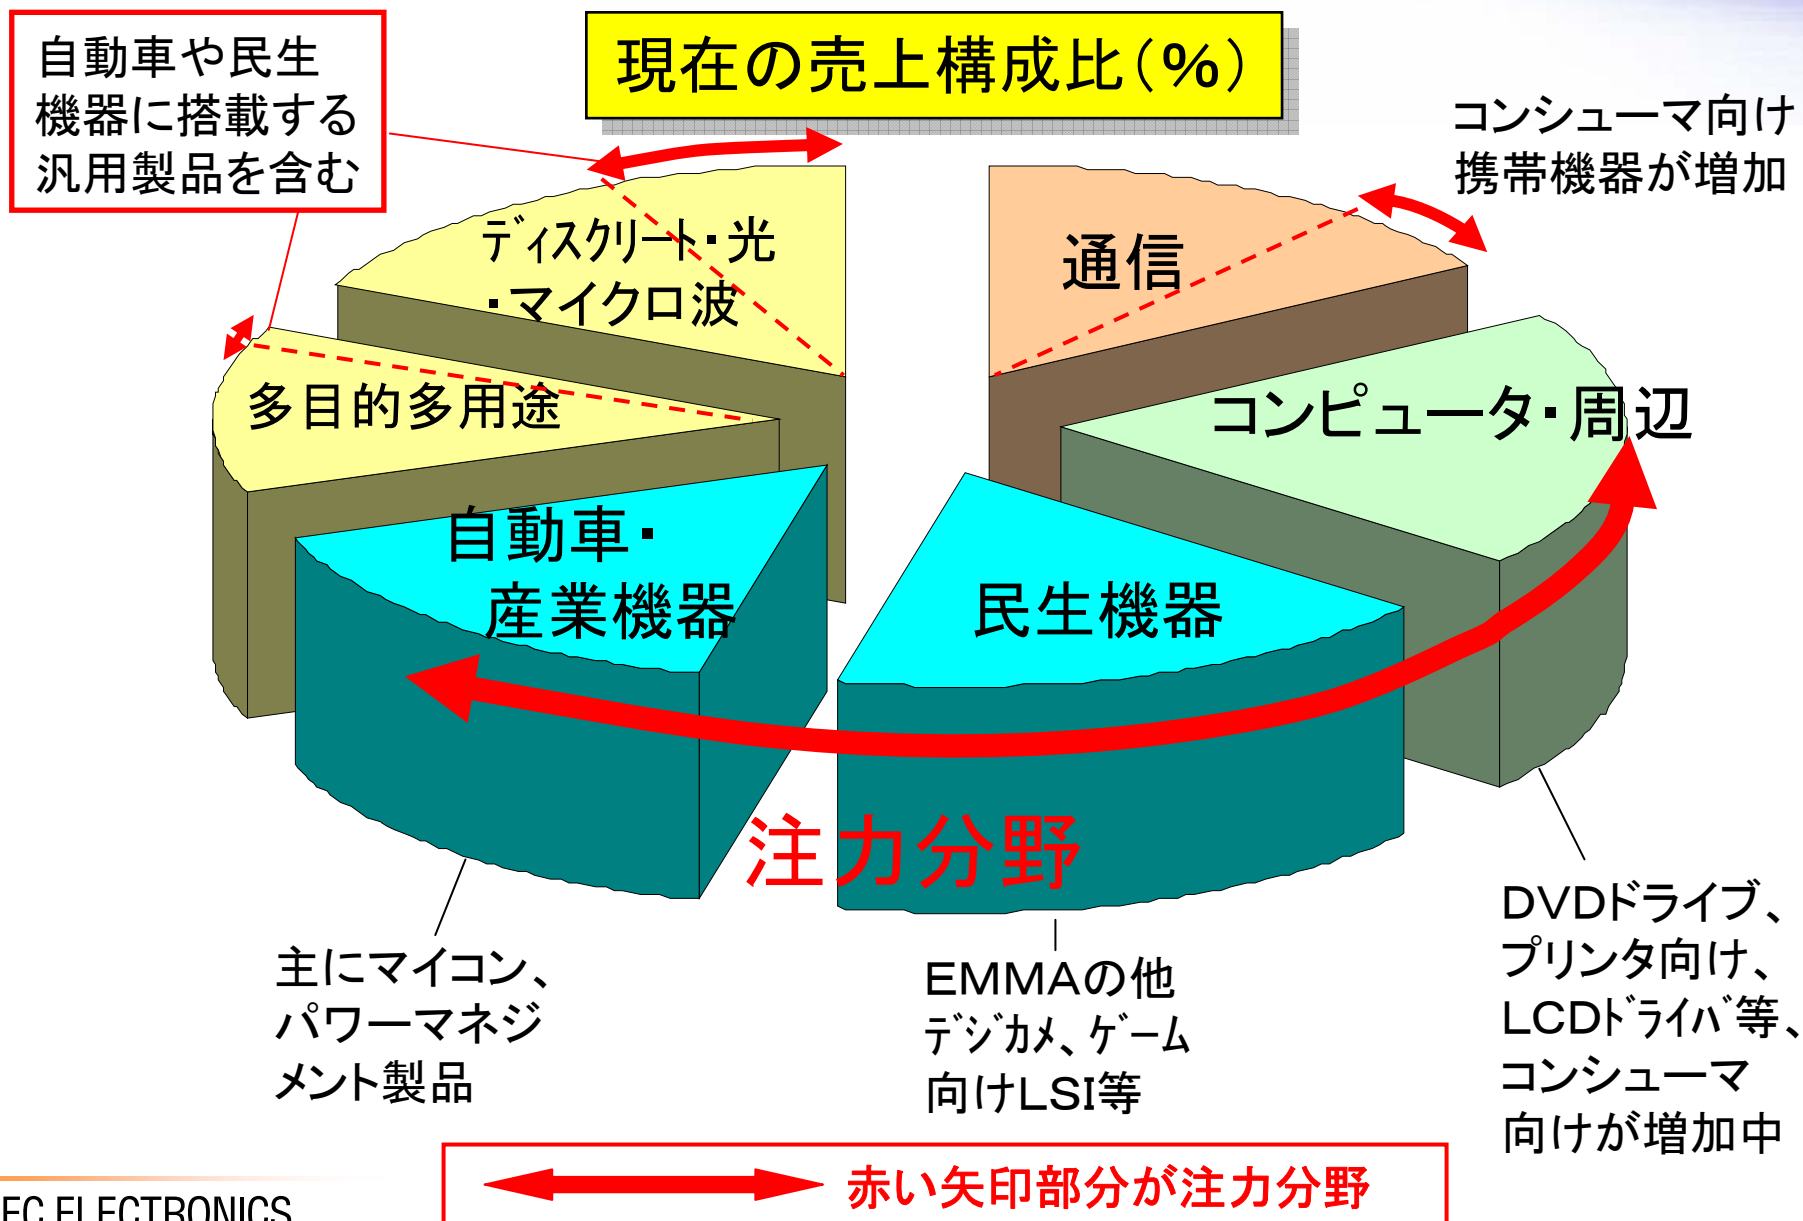 現在の売上構成比(%)
自動車や民生
機器に搭載する
汎用製品を含む
コンシューマ向け
携帯機器が増加
ディスクリート・光
・マイクロ波
通信
多目的多用途
コンピュータ・周辺
自動車・
産業機器
民生機器
注力分野
主にマイコン、
パワーマネジ
メント製品
EMMAの他
デジカメ、ゲーム
向けLSI等
DVDドライブ、
プリンタ向け、
LCDドライバ等、
コンシューマ
向けが増加中
赤い矢印部分が注力分野
EC ELECTRONICS